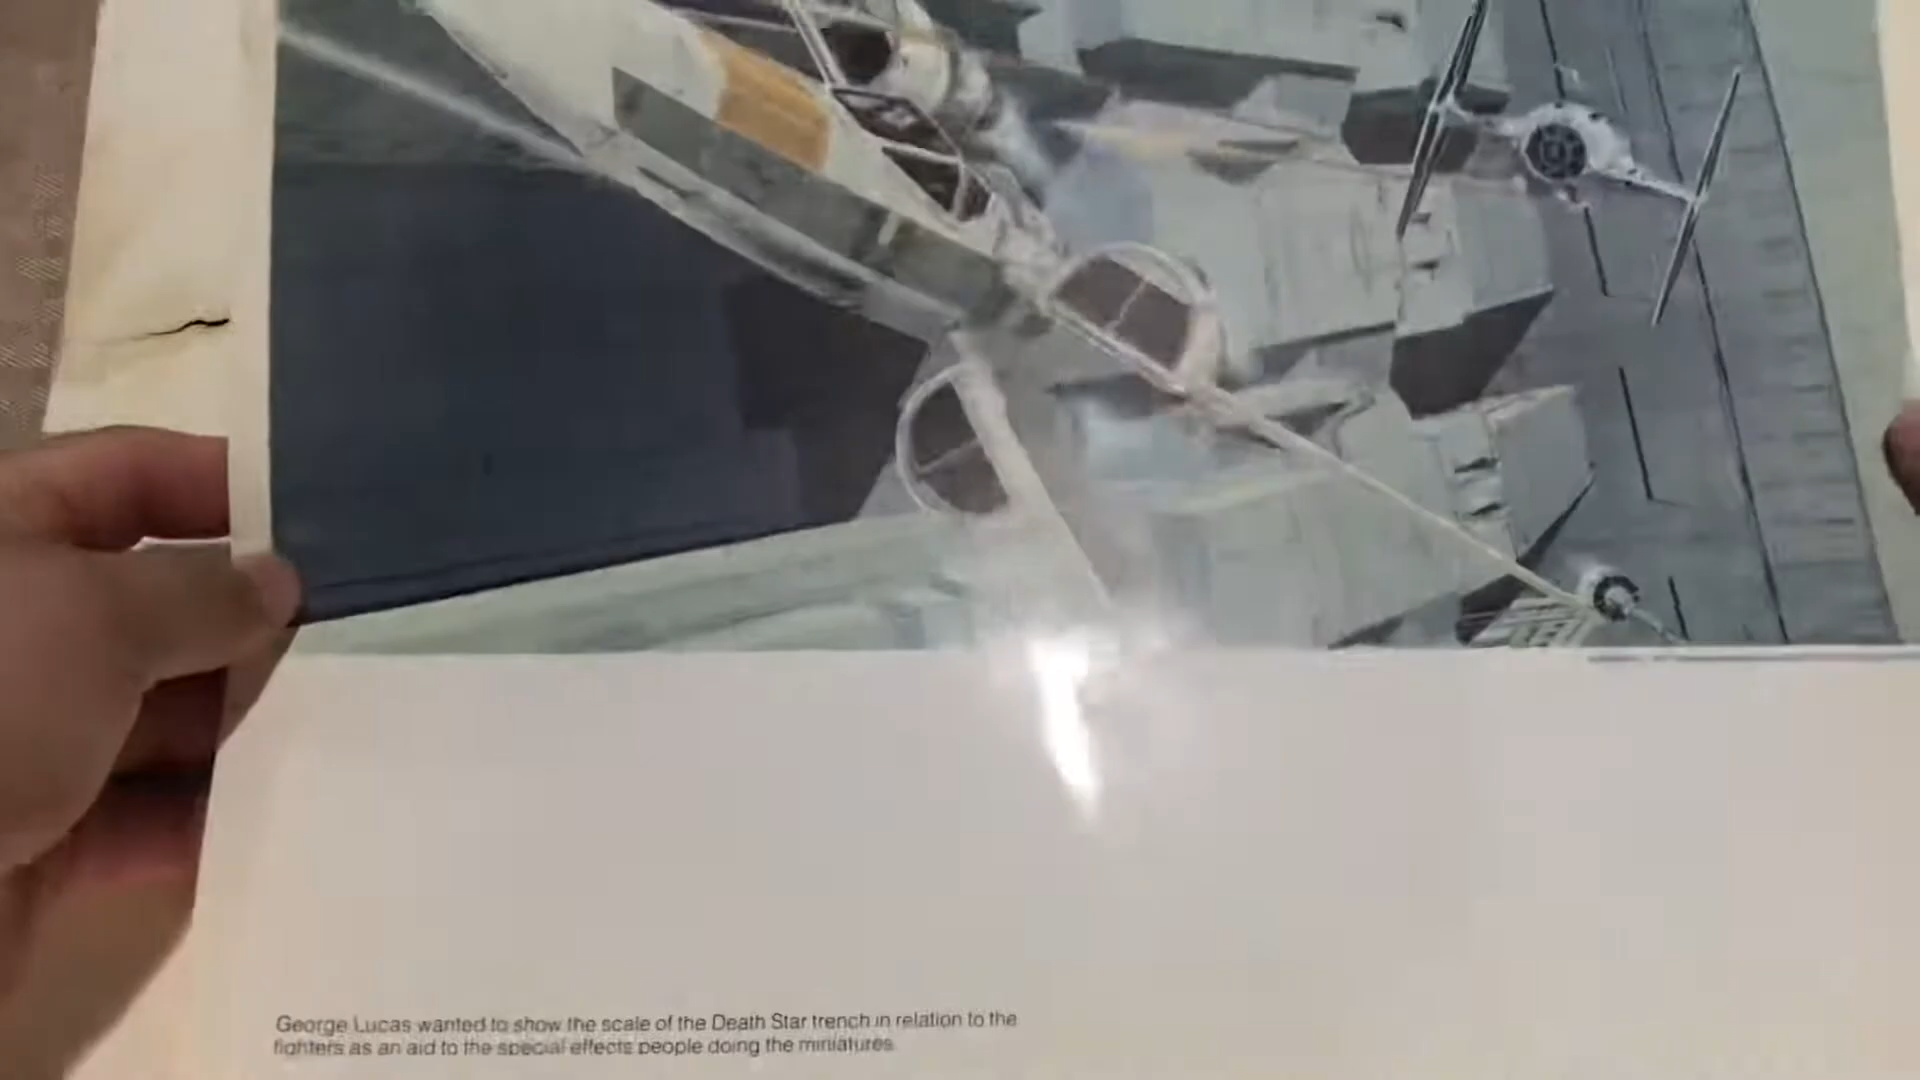 George Lucas wanted to show the scale of the Death Star trench in relation to the
fighters as an aid to the special effects people doing the miniatures.